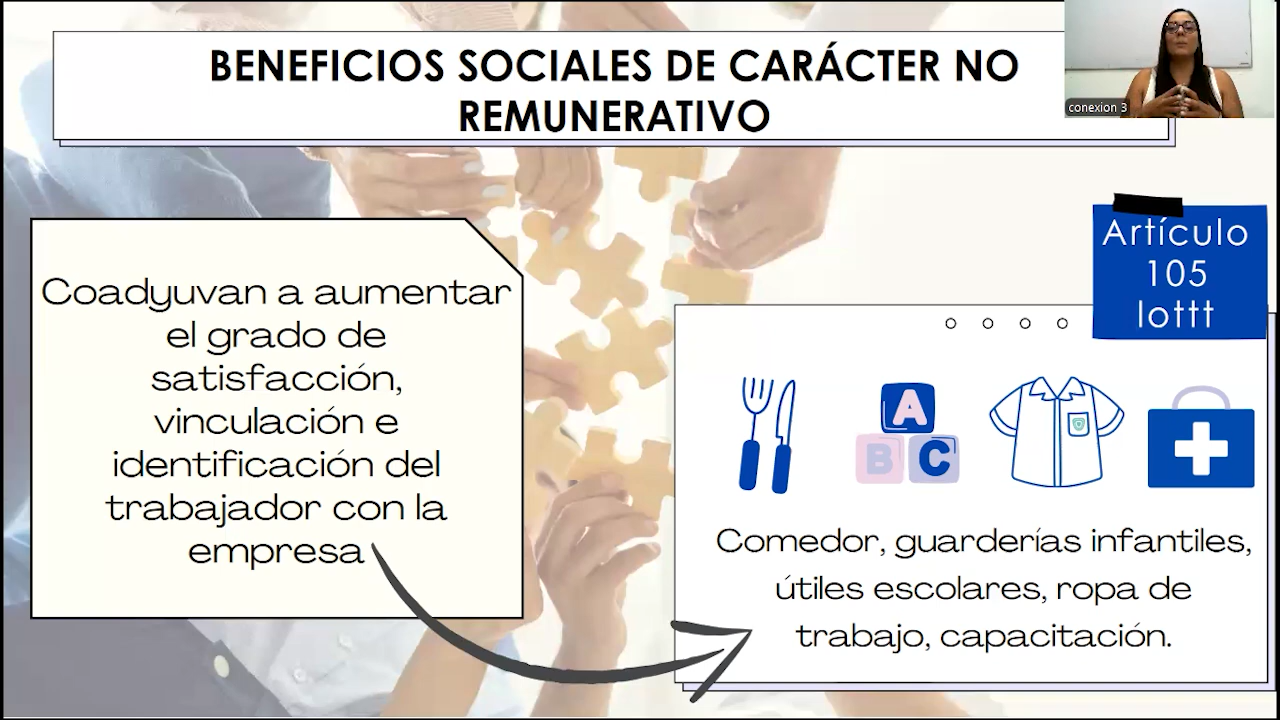 BENEFICIOS SOCIALES DE CARÁCTER NO
REMUNERATIVO
conexion 3
Coadyuvan a aumentar
el grado de
satisfacción,
vinculación e
identificación del
trabajador con la
empresa
Artículo
105
lottt
A
B C
Comedor, guarderías infantiles,
útiles escolares, ropa de
trabajo, capacitación.